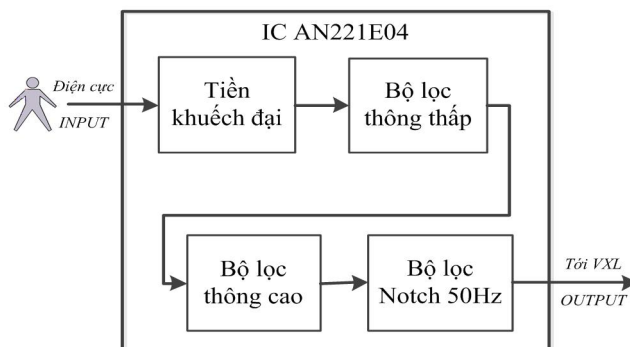 IC AN221E04
Điện cực
INPUT
Tiền
khuếch đại
Bộ lọc
thông thấp
Bộ lọc
thông cao
Bộ lọc
Notch 50Hz
Tới VXL
OUTPUT